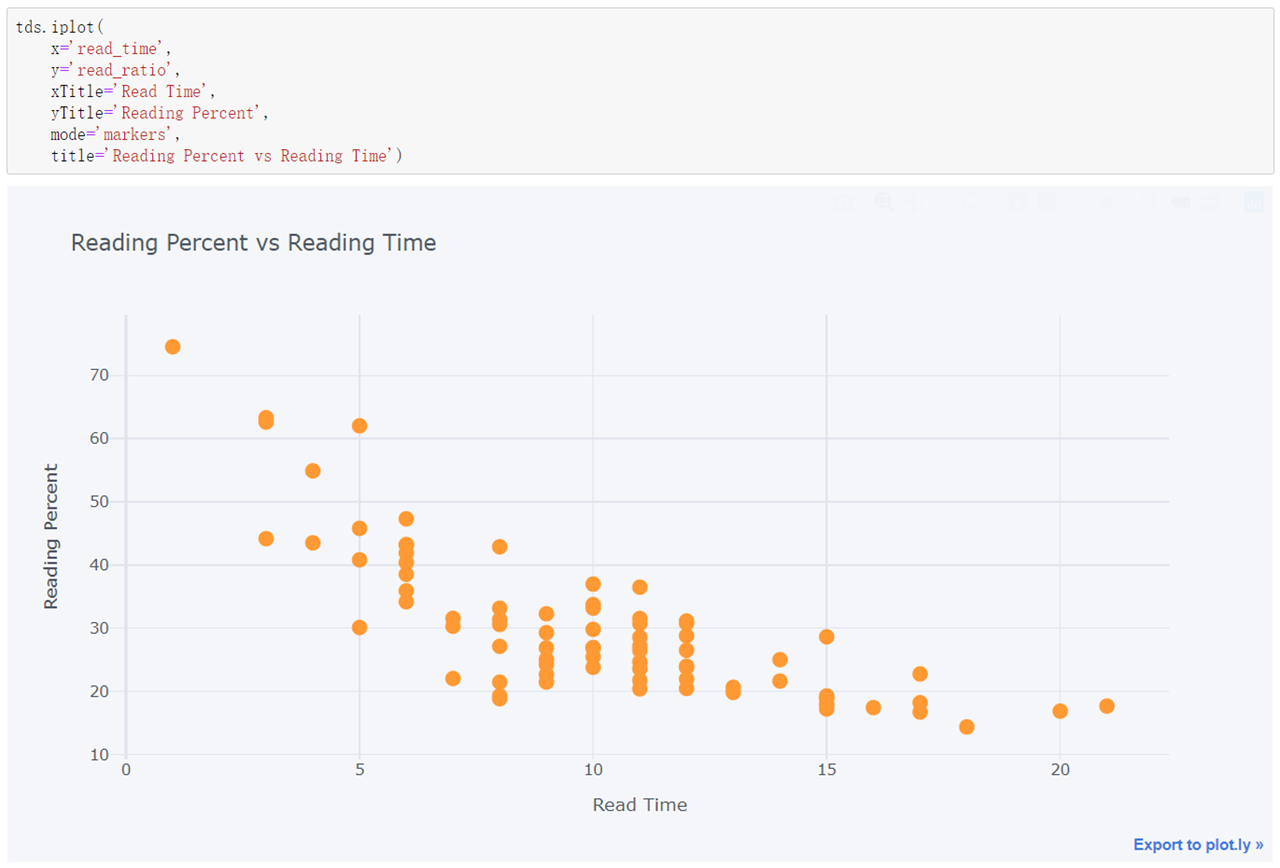 tds.iplot(
    x='read_time',
    y='read_ratio',
    xTitle='Read Time',
    yTitle='Reading Percent',
    mode='markers',
    title='Reading Percent vs Reading Time')
Reading Percent vs Reading Time
70
60
50
40
30
20
10
Reading Percent
0 5 10 15 20
Read Time
Export to plot.ly »